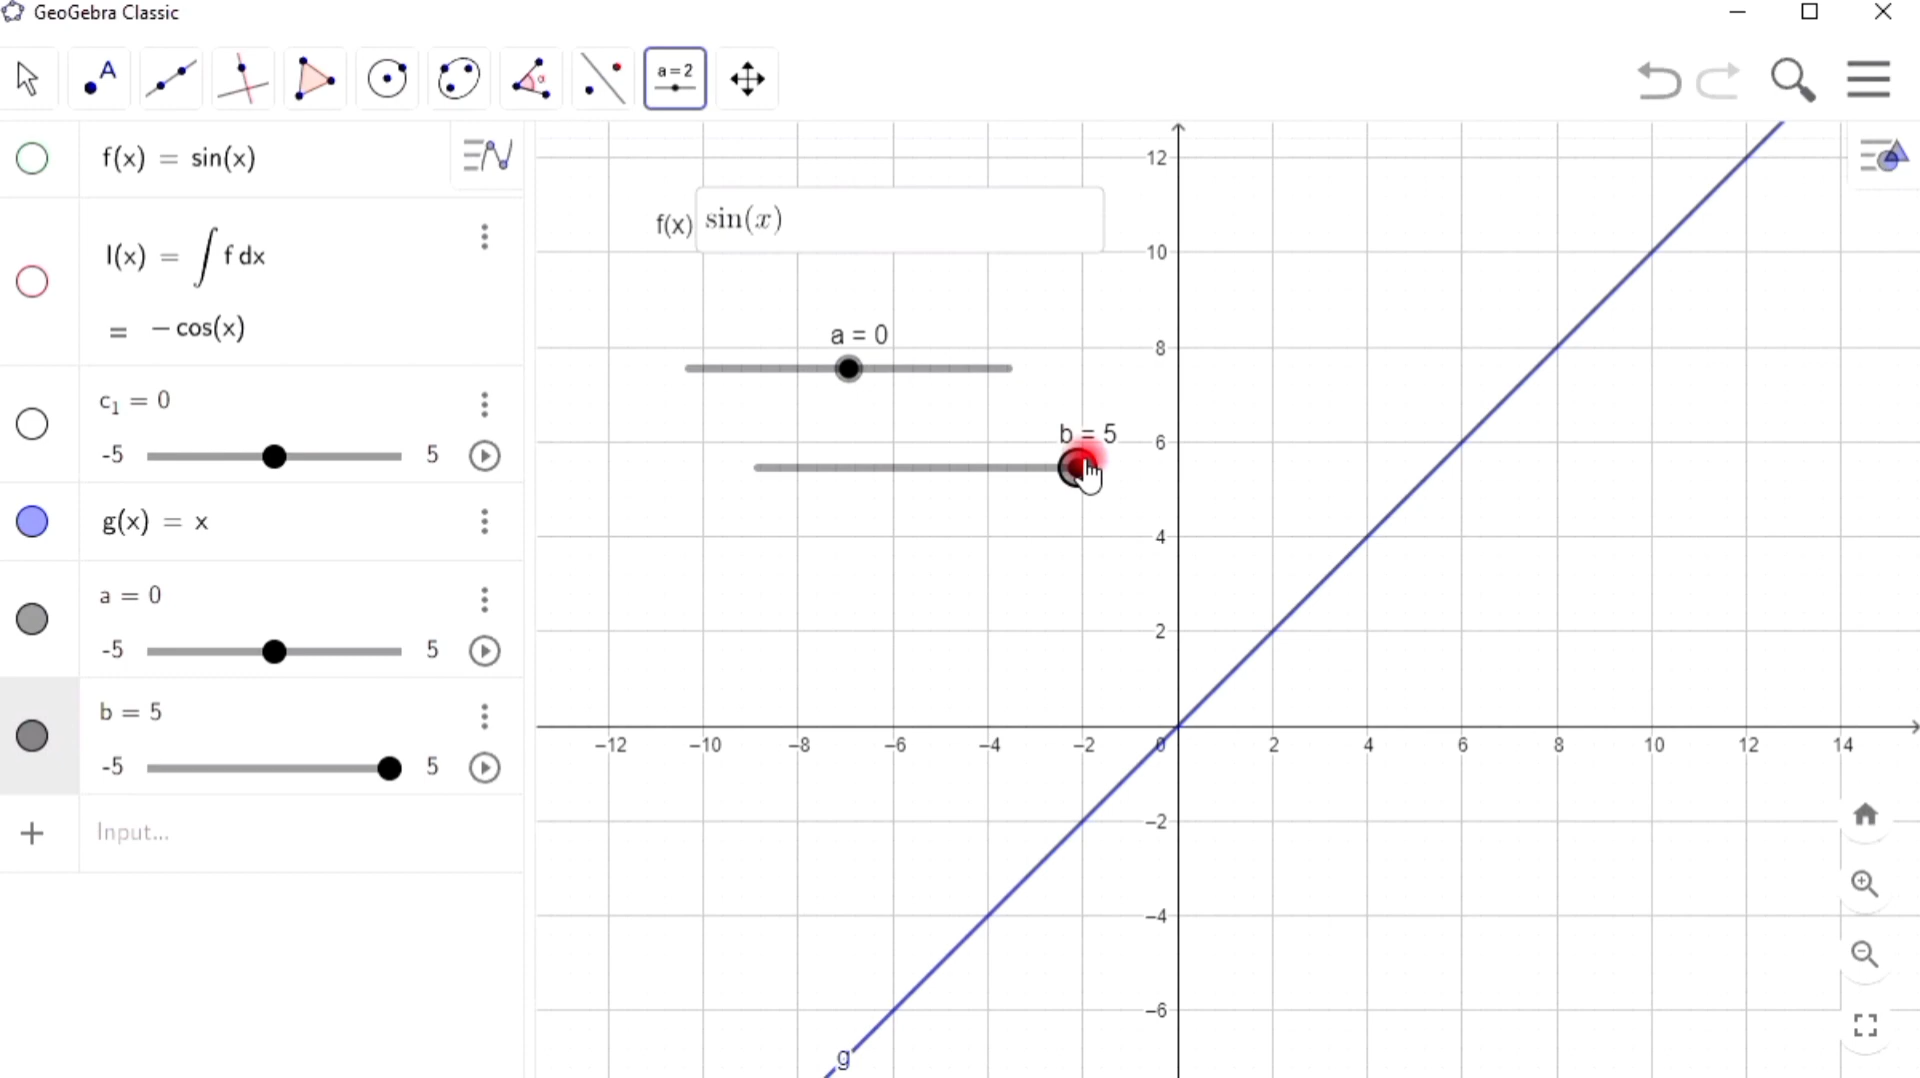 GeoGebra Classic
A
α
a=2
f(x) = sin(x)
I(x) = ∫ f dx
= −cos(x)
c₁ = 0
-5 5
g(x) = x
a = 0
-5 5
b = 5
-5 5
+ Input...
f(x) sin(x)
a = 0
b = 5
12
10
8
6
4
2
−12 −10 −8 −6 −4 −2 0 2 4 6 8 10 12 14
−2
−4
−6
g